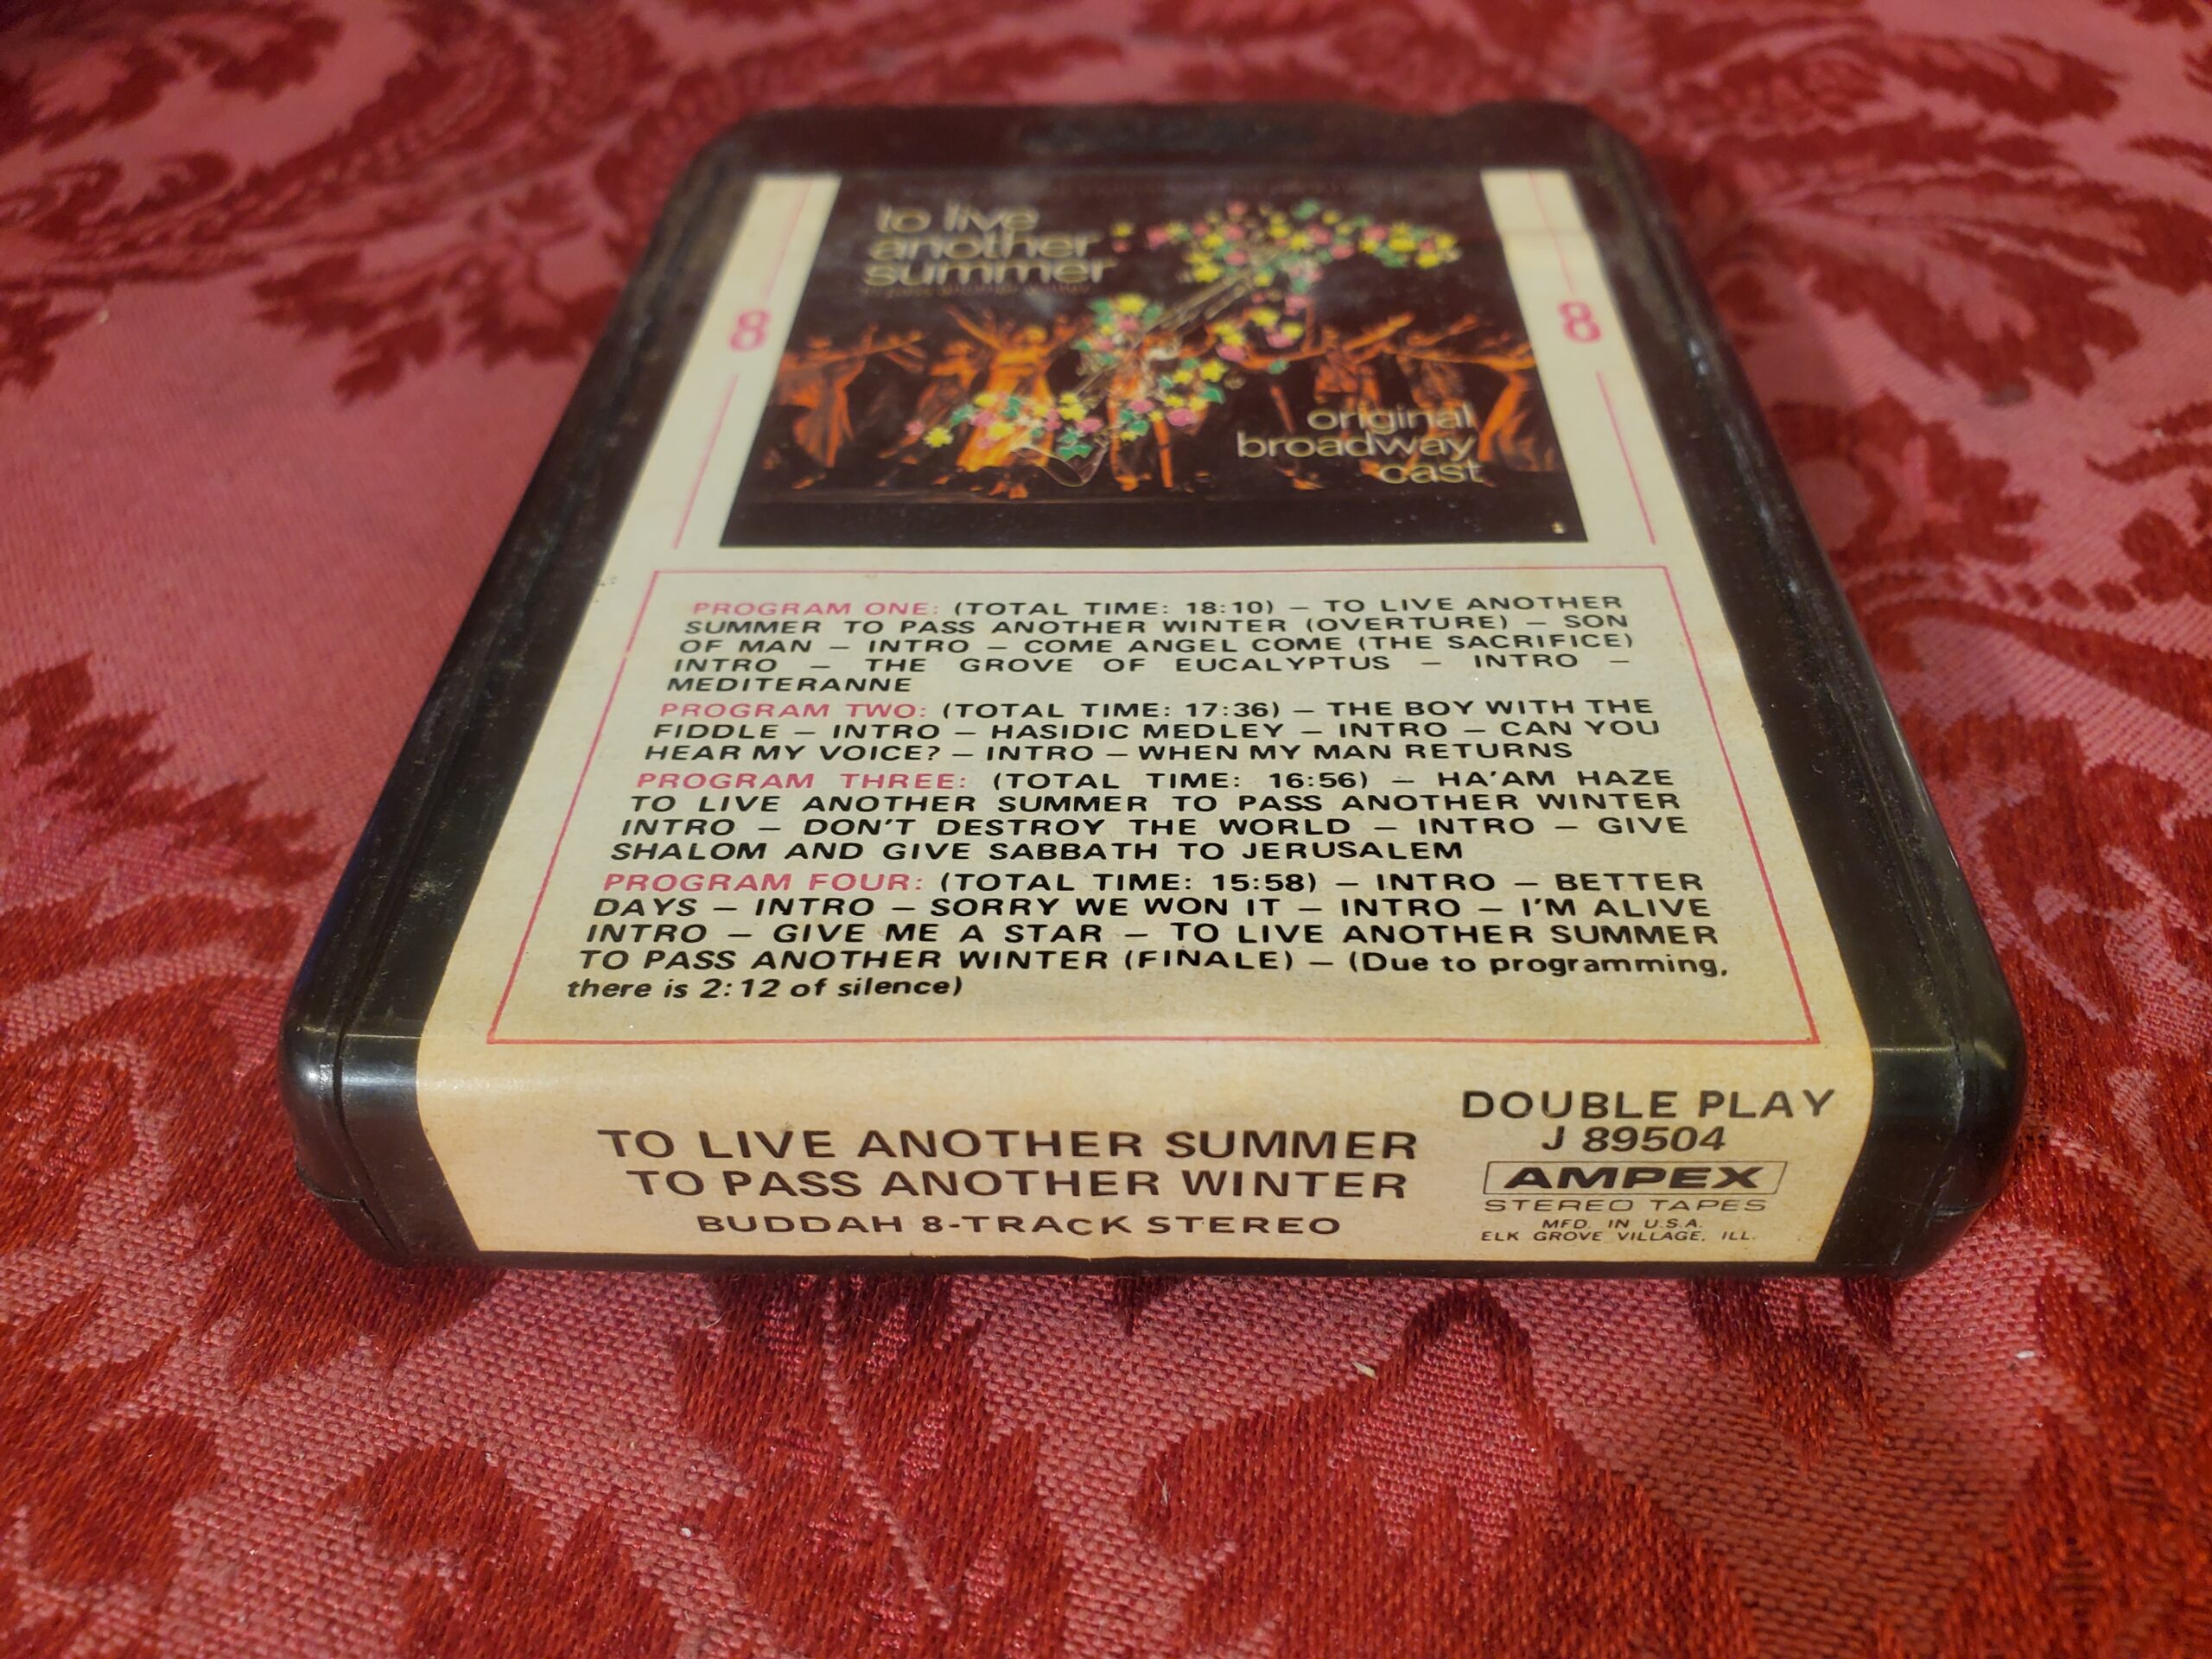 to live
another
summer
8
8
original
broadway
cast
PROGRAM ONE: (TOTAL TIME: 18:10) – TO LIVE ANOTHER
SUMMER TO PASS ANOTHER WINTER (OVERTURE) – SON
OF MAN – INTRO – COME ANGEL COME (THE SACRIFICE)
INTRO – THE GROVE OF EUCALYPTUS – INTRO –
MEDITERANNE
PROGRAM TWO: (TOTAL TIME: 17:36) – THE BOY WITH THE
FIDDLE – INTRO – HASIDIC MEDLEY – INTRO – CAN YOU
HEAR MY VOICE? – INTRO – WHEN MY MAN RETURNS
PROGRAM THREE: (TOTAL TIME: 16:56) – HA'AM HAZE
TO LIVE ANOTHER SUMMER TO PASS ANOTHER WINTER
INTRO – DON'T DESTROY THE WORLD – INTRO – GIVE
SHALOM AND GIVE SABBATH TO JERUSALEM
PROGRAM FOUR: (TOTAL TIME: 15:58) – INTRO – BETTER
DAYS – INTRO – SORRY WE WON IT – INTRO – I'M ALIVE
INTRO – GIVE ME A STAR – TO LIVE ANOTHER SUMMER
TO PASS ANOTHER WINTER (FINALE) – (Due to programming,
there is 2:12 of silence)
TO LIVE ANOTHER SUMMER
TO PASS ANOTHER WINTER
BUDDAH 8-TRACK STEREO
DOUBLE PLAY
J 89504
AMPEX
STEREO TAPES
MFD. IN U.S.A.
ELK GROVE VILLAGE, ILL.